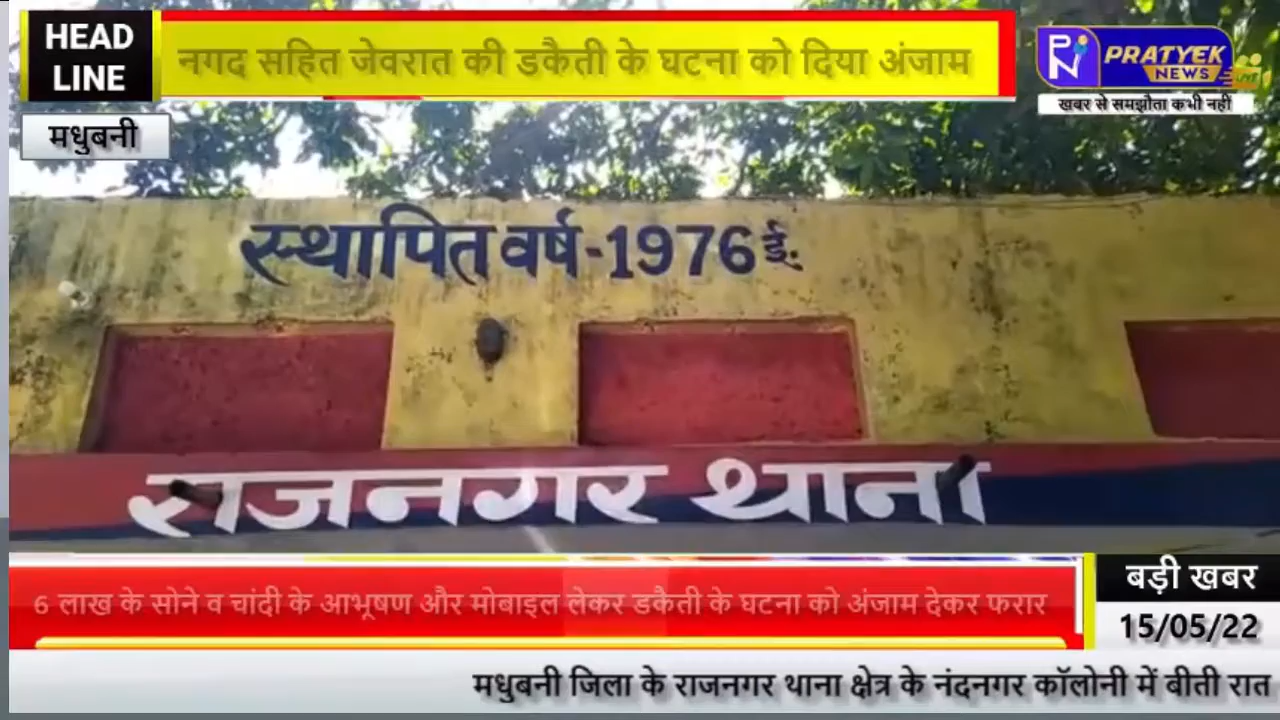 HEAD
LINE
नगद सहित जेवरात की डकैती के घटना को दिया अंजाम
PN PRATYEK
NEWS
खबर से समझौता कभी नहीं
मधुबनी
स्थापित वर्ष-1976 ई.
राजनगर थाना
6 लाख के सोने व चांदी के आभूषण और मोबाइल लेकर डकैती के घटना को अंजाम देकर फरार
बड़ी खबर
15/05/22
मधुबनी जिला के राजनगर थाना क्षेत्र के नंदनगर कॉलोनी में बीती रात